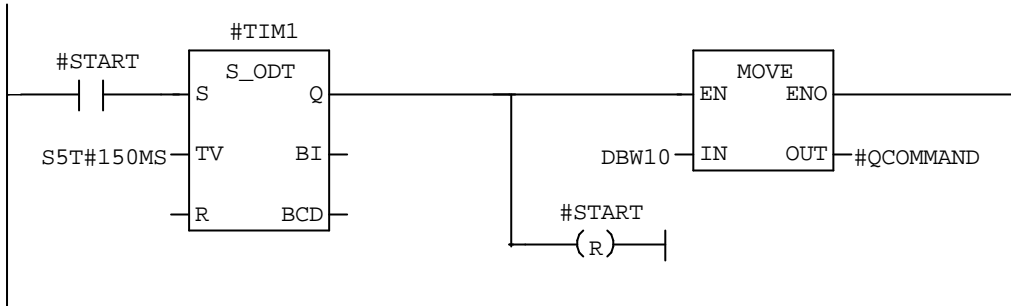 #TIM1
#START
S_ODT
MOVE
S Q
EN ENO
S5T#150MS TV BI
DBW10 IN OUT #QCOMMAND
R BCD
#START
R